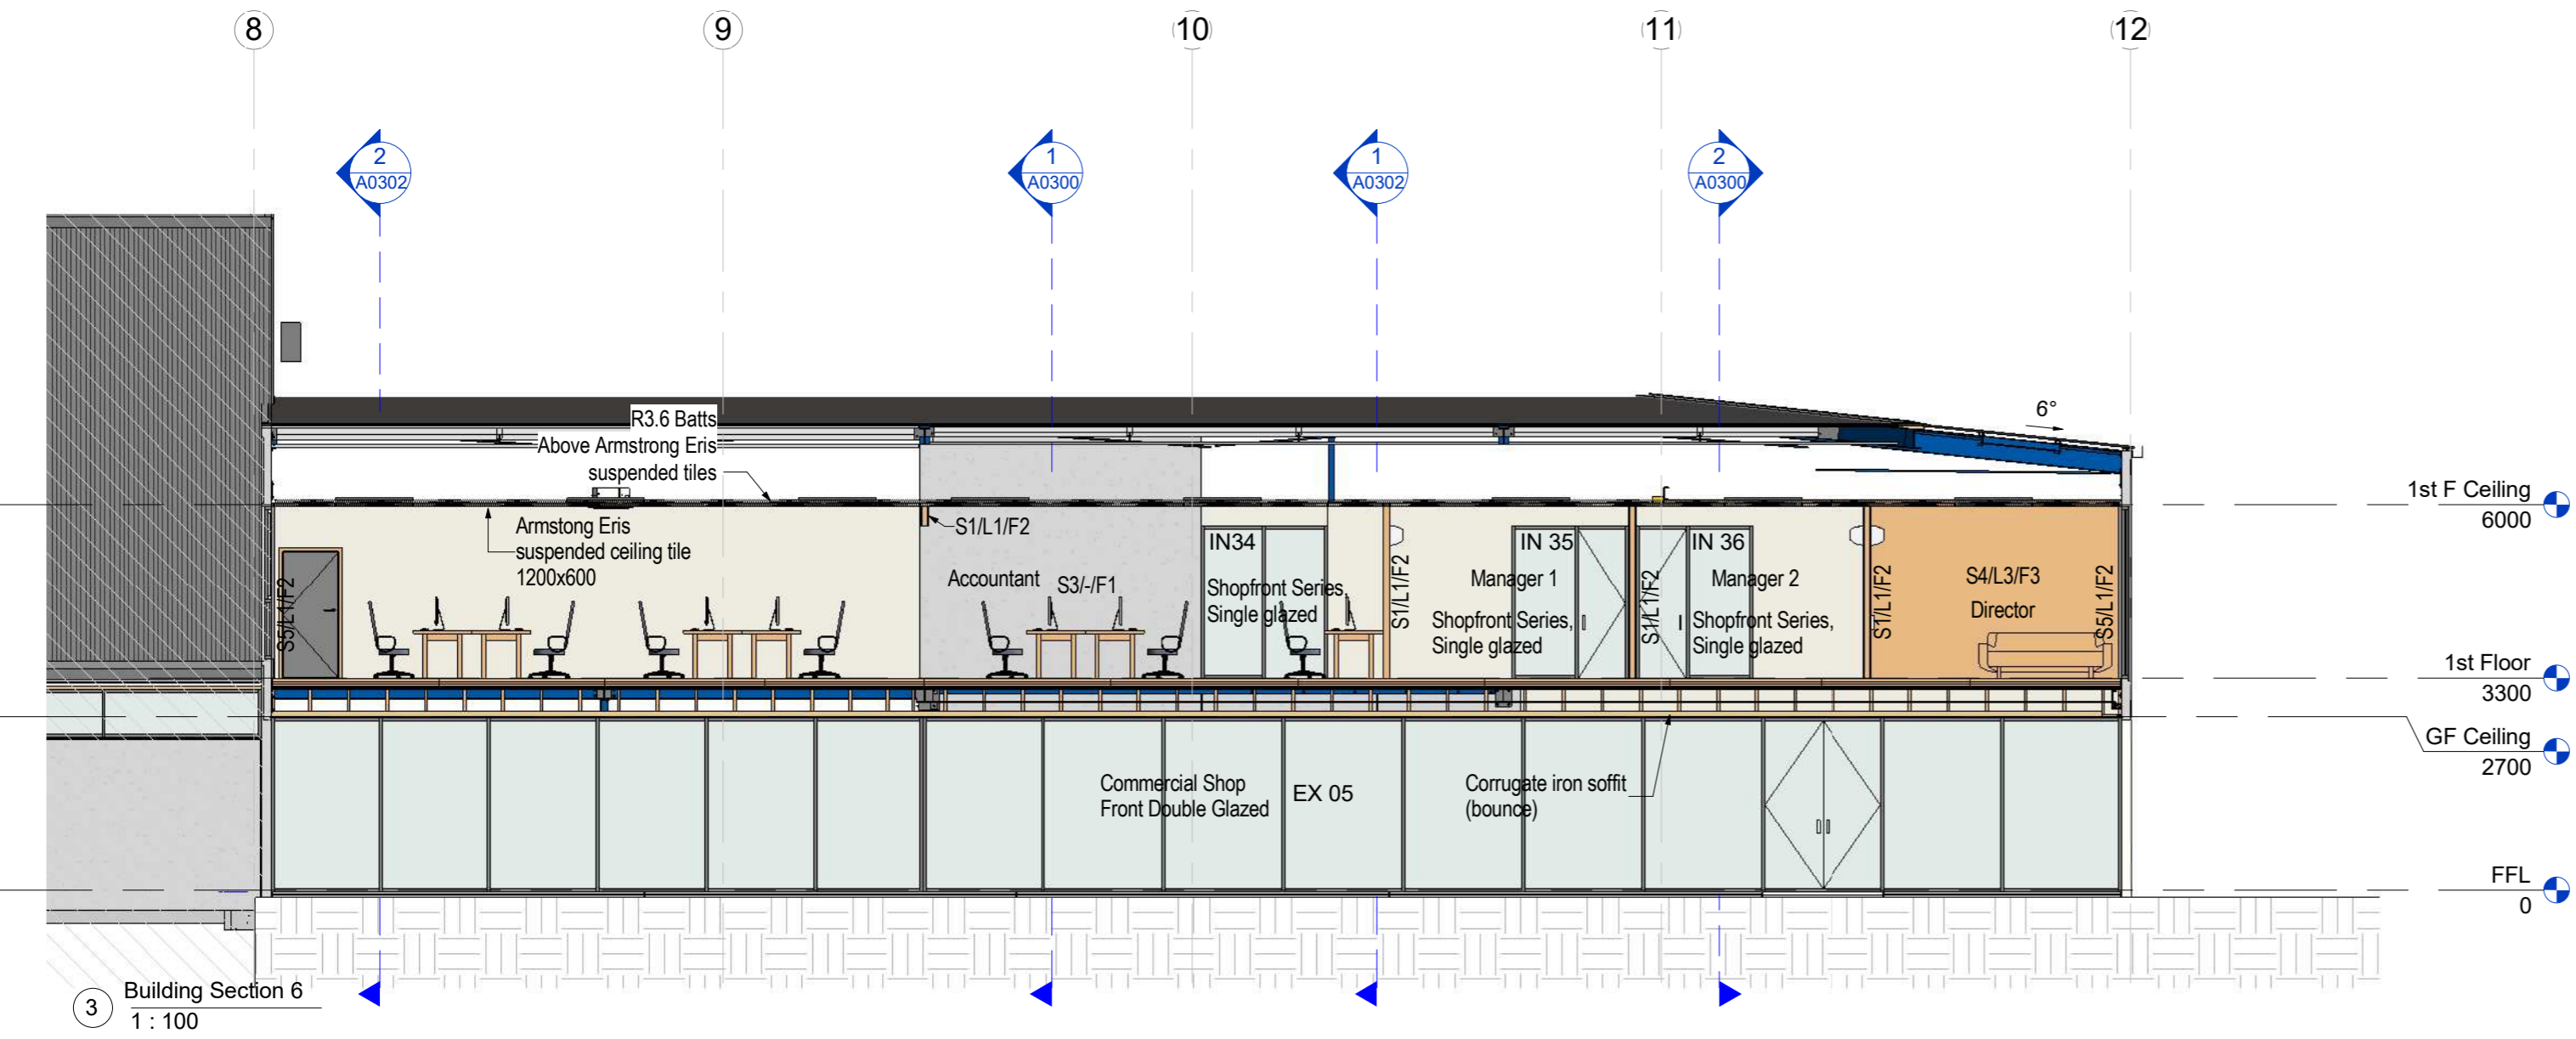 8
9
10
11
12
2
A0302
1
A0300
1
A0302
2
A0300
6°
R3.6 Batts
Above Armstrong Eris
suspended tiles
Armstong Eris
suspended ceiling tile
1200x600
S1/L1/F2
Accountant
S3/-/F1
IN34
Shopfront Series,
Single glazed
S1/L1/F2
IN 35
Manager 1
Shopfront Series,
Single glazed
S1/L1/F2
IN 36
Manager 2
Shopfront Series,
Single glazed
S1/L1/F2
S4/L3/F3
Director
S5/L1/F2
S5/L1/F2
1st F Ceiling
6000
1st Floor
3300
GF Ceiling
2700
FFL
0
Commercial Shop
Front Double Glazed
EX 05
Corrugate iron soffit
(bounce)
3
Building Section 6
1 : 100